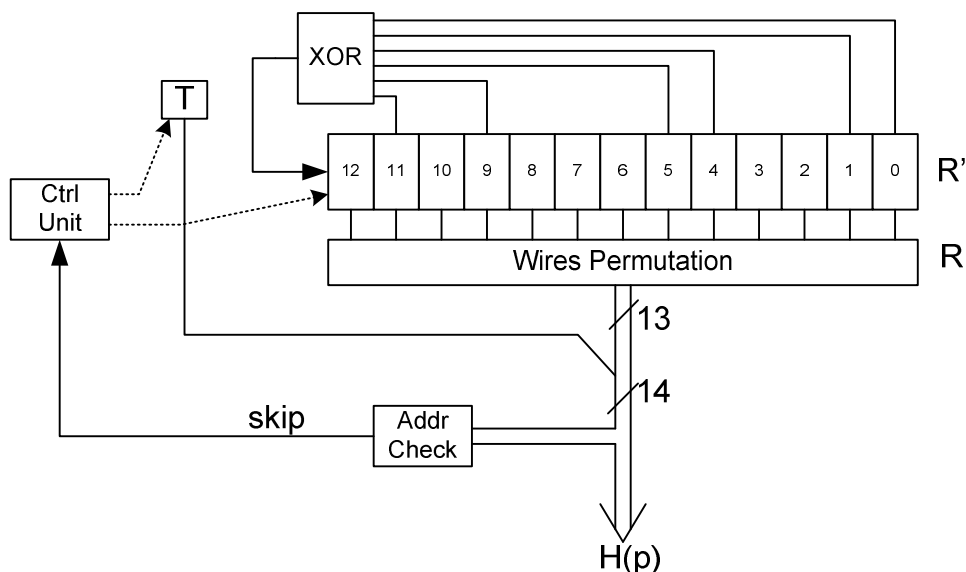 XOR
T
12 11 10 9 8 7 6 5 4 3 2 1 0
R'
Ctrl
Unit
Wires Permutation
R
13
14
skip
Addr
Check
H(p)